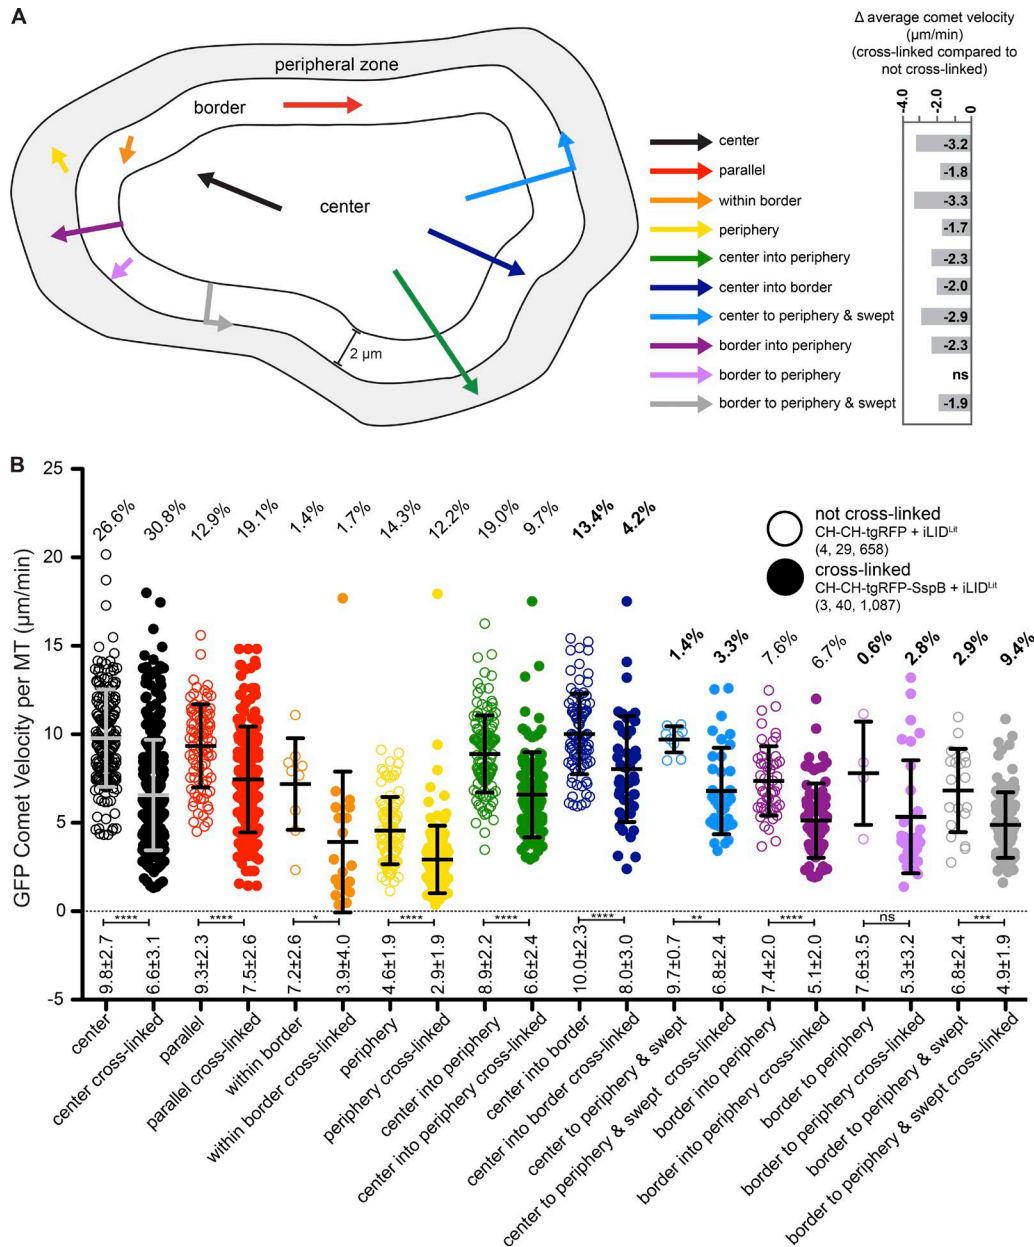 A
Δ average comet velocity
(µm/min)
(cross-linked compared to
not cross-linked)
-4.0
-2.0
0
peripheral zone
border
center
2 µm
center
-3.2
parallel
-1.8
within border
-3.3
periphery
-1.7
center into periphery
-2.3
center into border
-2.0
center to periphery & swept
-2.9
border into periphery
-2.3
border to periphery
ns
border to periphery & swept
-1.9
B
GFP Comet Velocity per MT (µm/min)
25
20
15
10
5
0
−5
26.6%
30.8%
12.9%
19.1%
1.4%
1.7%
14.3%
12.2%
19.0%
9.7%
13.4%
4.2%
1.4%
3.3%
7.6%
6.7%
0.6%
2.8%
2.9%
9.4%
not cross-linked
CH-CH-tgRFP + iLIDLit
(4, 29, 658)
cross-linked
CH-CH-tgRFP-SspB + iLIDLit
(3, 40, 1,087)
****
****
*
****
****
****
**
****
ns
***
9.8±2.7
6.6±3.1
9.3±2.3
7.5±2.6
7.2±2.6
3.9±4.0
4.6±1.9
2.9±1.9
8.9±2.2
6.6±2.4
10.0±2.3
8.0±3.0
9.7±0.7
6.8±2.4
7.4±2.0
5.1±2.0
7.6±3.5
5.3±3.2
6.8±2.4
4.9±1.9
center
center cross-linked
parallel
parallel cross-linked
within border
within border cross-linked
periphery
periphery cross-linked
center into periphery
center into periphery cross-linked
center into border
center into border cross-linked
center to periphery & swept
center to periphery & swept cross-linked
border into periphery
border into periphery cross-linked
border to periphery
border to periphery cross-linked
border to periphery & swept
border to periphery & swept cross-linked